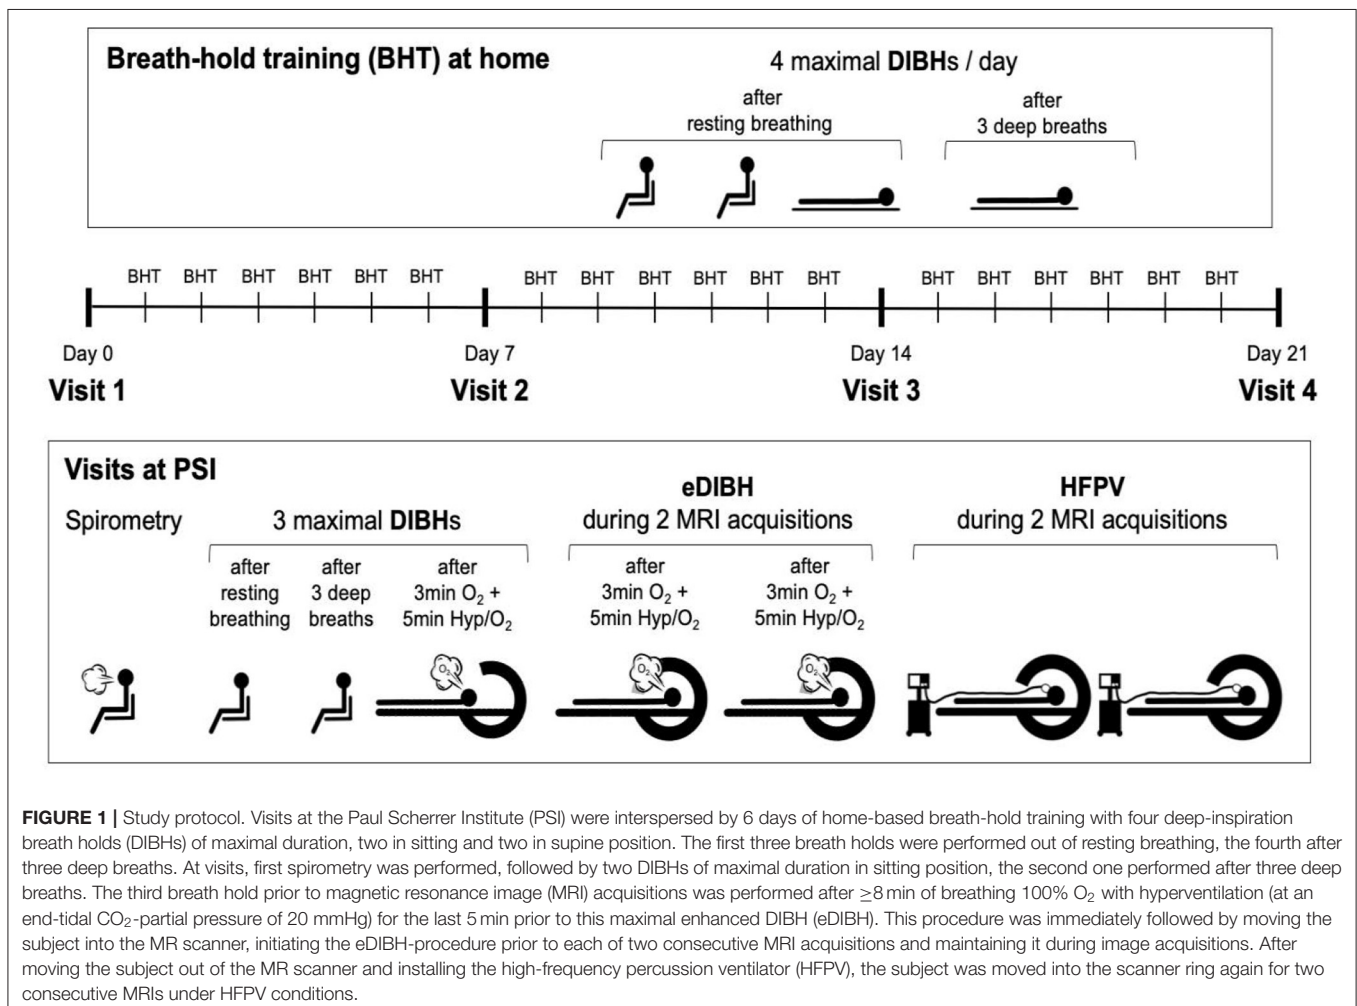 Breath-hold training (BHT) at home
4 maximal DIBHs / day
after
resting breathing
after
3 deep breaths
BHT BHT BHT BHT BHT BHT BHT BHT BHT BHT BHT BHT BHT BHT BHT BHT BHT BHT
Day 0 Day 7 Day 14 Day 21
Visit 1 Visit 2 Visit 3 Visit 4
Visits at PSI
Spirometry
3 maximal DIBHs
after
resting
breathing
after
3 deep
breaths
after
3min O₂ +
5min Hyp/O₂
O₂
eDIBH
during 2 MRI acquisitions
after
3min O₂ +
5min Hyp/O₂
O₂
after
3min O₂ +
5min Hyp/O₂
O₂
HFPV
during 2 MRI acquisitions
FIGURE 1 | Study protocol. Visits at the Paul Scherrer Institute (PSI) were interspersed by 6 days of home-based breath-hold training with four deep-inspiration
breath holds (DIBHs) of maximal duration, two in sitting and two in supine position. The first three breath holds were performed out of resting breathing, the fourth after
three deep breaths. At visits, first spirometry was performed, followed by two DIBHs of maximal duration in sitting position, the second one performed after three deep
breaths. The third breath hold prior to magnetic resonance image (MRI) acquisitions was performed after ≥8 min of breathing 100% O₂ with hyperventilation (at an
end-tidal CO₂-partial pressure of 20 mmHg) for the last 5 min prior to this maximal enhanced DIBH (eDIBH). This procedure was immediately followed by moving the
subject into the MR scanner, initiating the eDIBH-procedure prior to each of two consecutive MRI acquisitions and maintaining it during image acquisitions. After
moving the subject out of the MR scanner and installing the high-frequency percussion ventilator (HFPV), the subject was moved into the scanner ring again for two
consecutive MRIs under HFPV conditions.